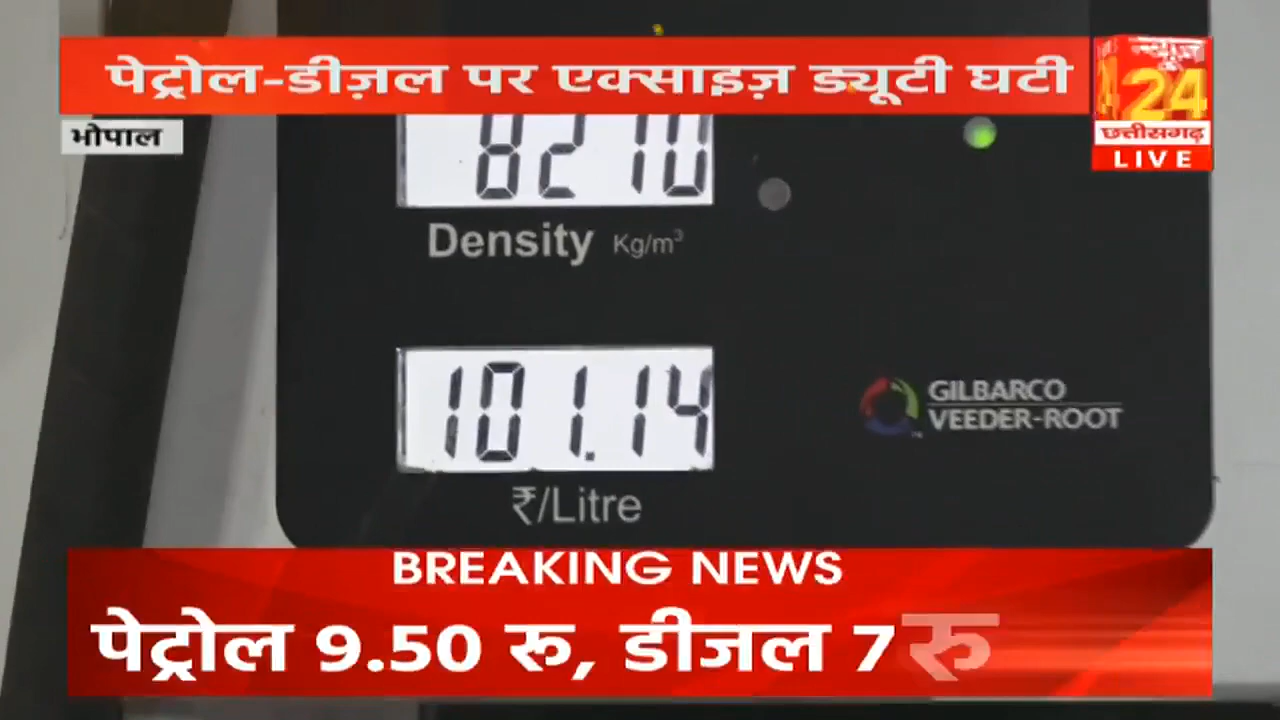 पेट्रोल-डीज़ल पर एक्साइज़ ड्यूटी घटी
न्यूज़
24
छत्तीसगढ़
LIVE
भोपाल
8210
Density Kg/m³
101.14
₹/Litre
GILBARCO
VEEDER-ROOT
BREAKING NEWS
पेट्रोल 9.50 रू, डीजल 7 रू